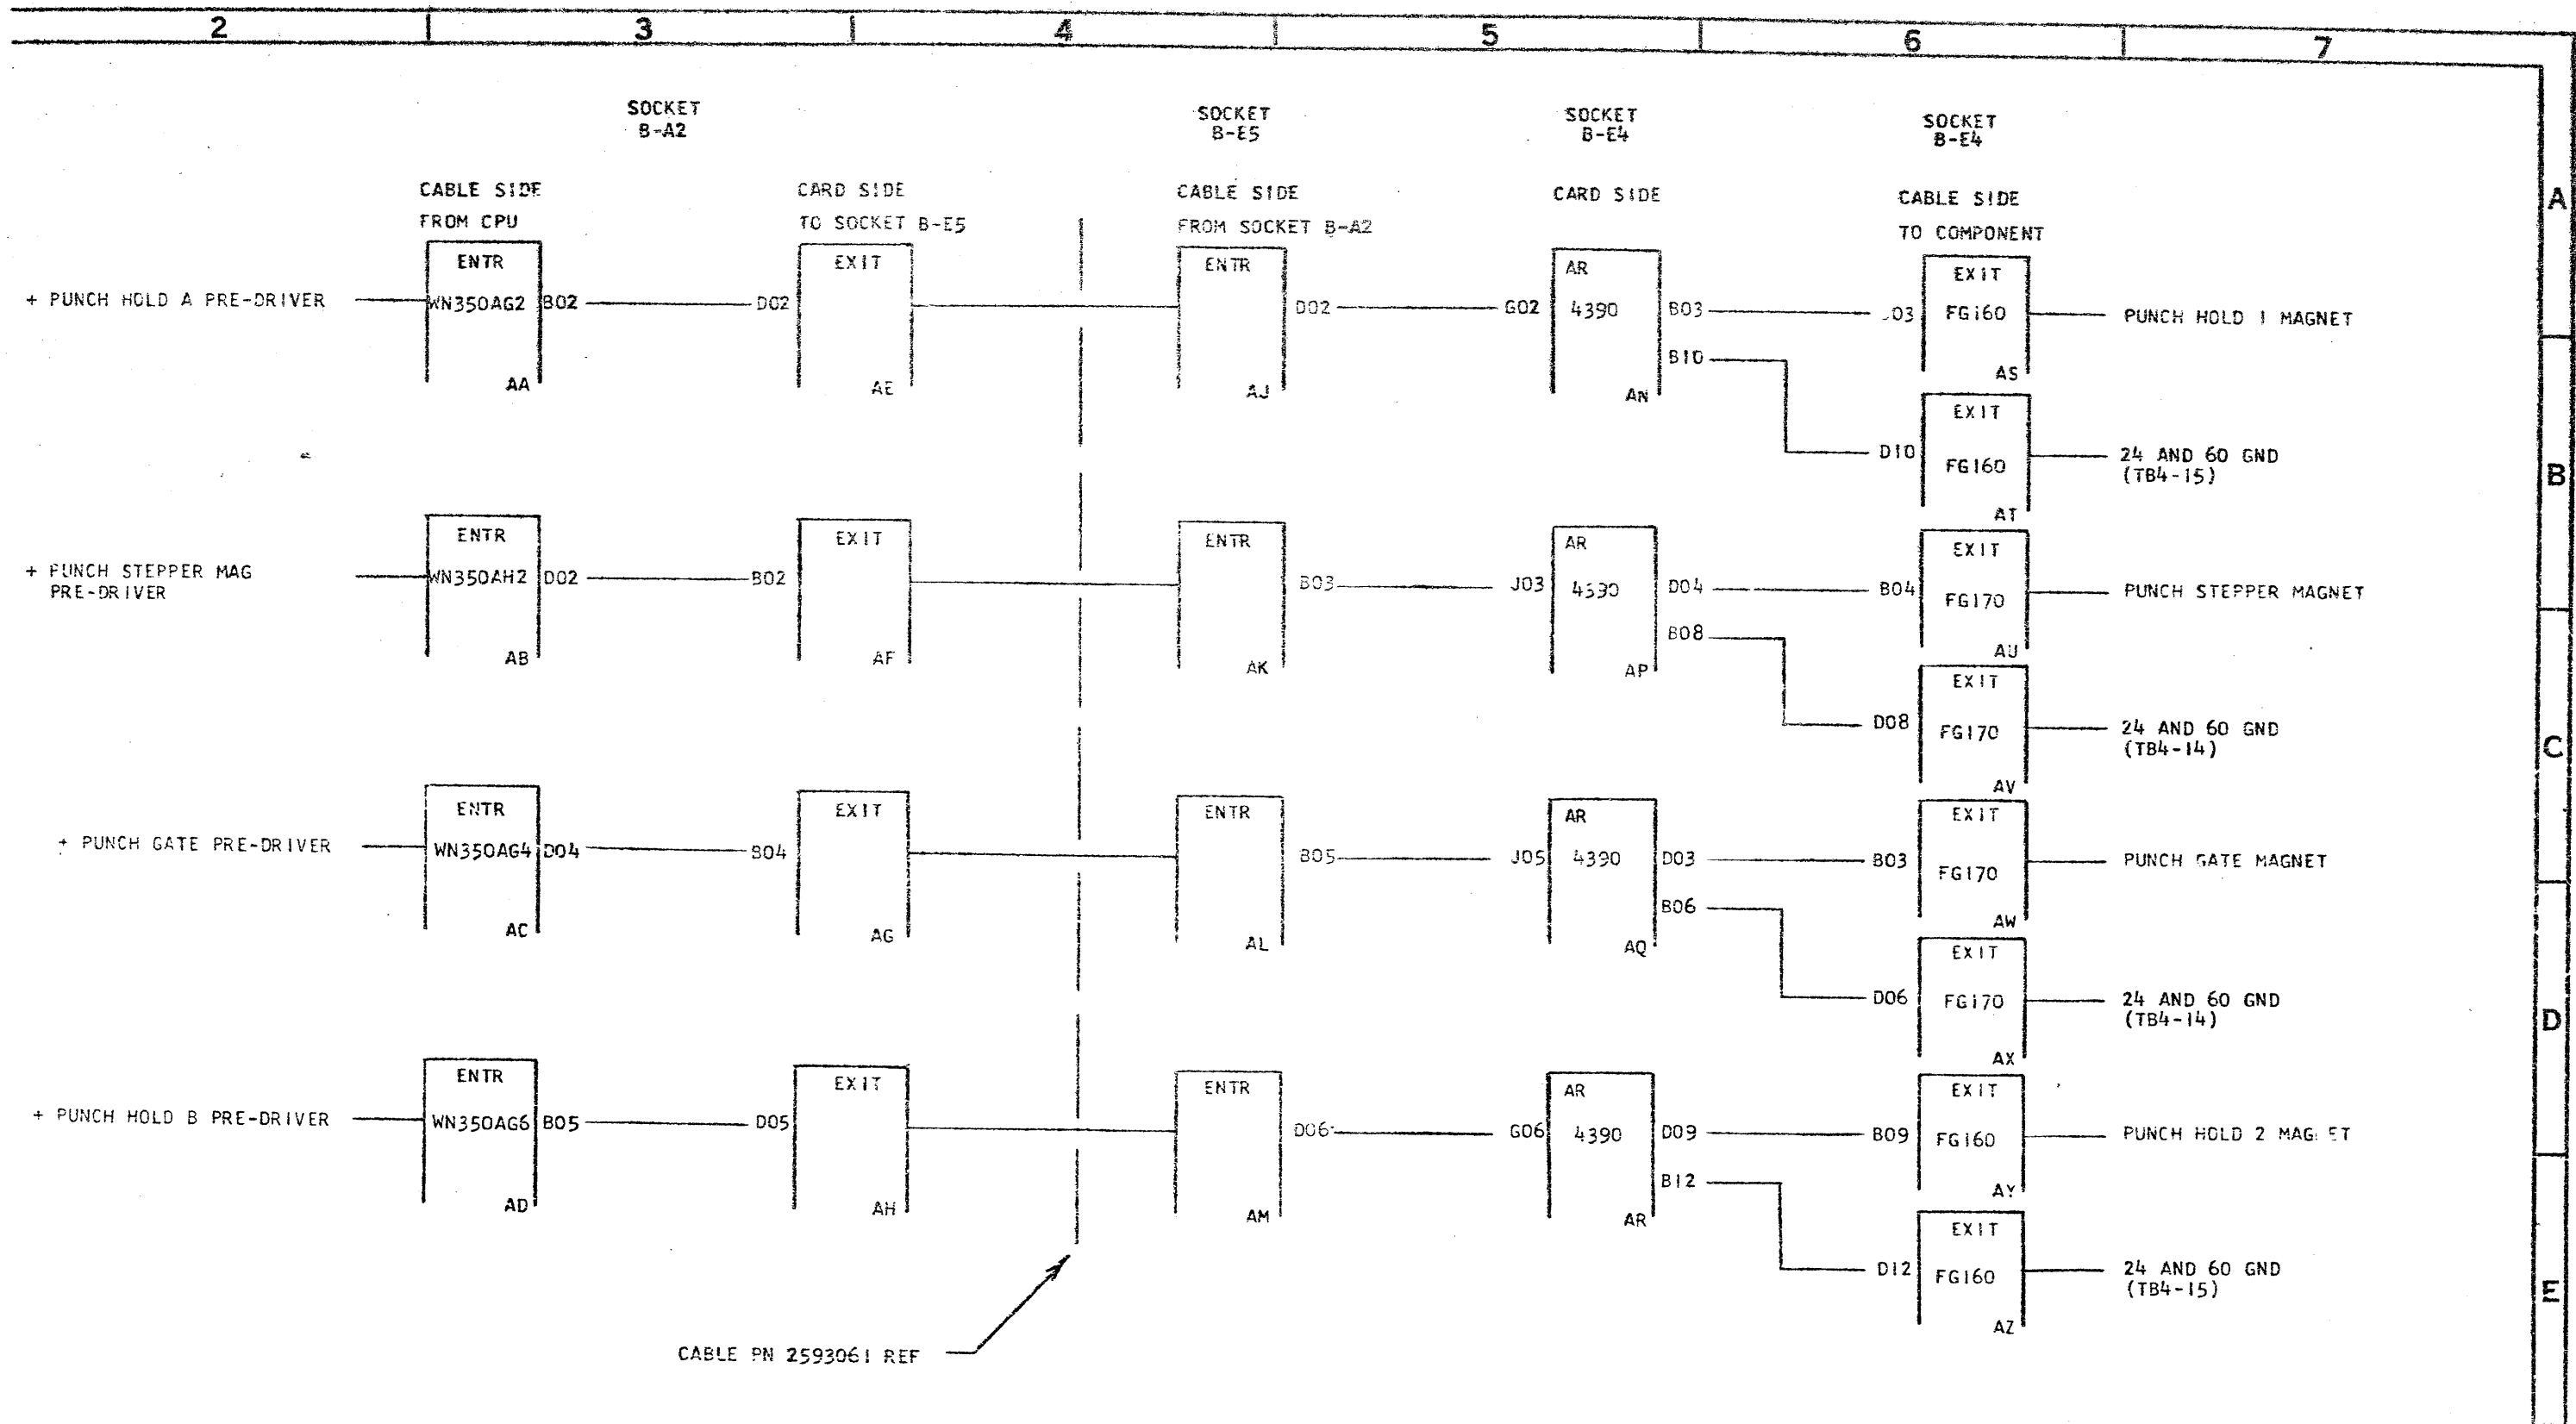 2 3 4 5 6 7
SOCKET
B-A2
SOCKET
B-E5
SOCKET
B-E4
SOCKET
B-E4
CABLE SIDE
FROM CPU
CARD SIDE
TO SOCKET B-E5
CABLE SIDE
FROM SOCKET B-A2
CARD SIDE
CABLE SIDE
TO COMPONENT
A
+ PUNCH HOLD A PRE-DRIVER
ENTR
WN350AG2 B02
AA
D02
EXIT
AE
ENTR
D02
AJ
AR
G02 4390 B03
B10
AN
EXIT
FG160
AS
PUNCH HOLD 1 MAGNET
EXIT
D10 FG160
AT
24 AND 60 GND
(TB4-15)
B
+ PUNCH STEPPER MAG
PRE-DRIVER
ENTR
WN350AH2 D02
AB
B02
EXIT
AF
ENTR
B03
AK
AR
J03 4390 D04
B08
AP
EXIT
B04 FG170
AU
PUNCH STEPPER MAGNET
EXIT
D08 FG170
AV
24 AND 60 GND
(TB4-14)
C
+ PUNCH GATE PRE-DRIVER
ENTR
WN350AG4 D04
AC
B04
EXIT
AG
ENTR
B05
AL
AR
J05 4390 D03
B06
AQ
EXIT
B03 FG170
AW
PUNCH GATE MAGNET
EXIT
D06 FG170
AX
24 AND 60 GND
(TB4-14)
D
+ PUNCH HOLD B PRE-DRIVER
ENTR
WN350AG6 B05
AD
D05
EXIT
AH
ENTR
D06
AM
AR
G06 4390 D09
B12
AR
EXIT
B09 FG160
AY
PUNCH HOLD 2
EXIT
D12 FG160
AZ
24 AND 60 GND
(TB4-15)
E
CABLE PN 2593061 REF